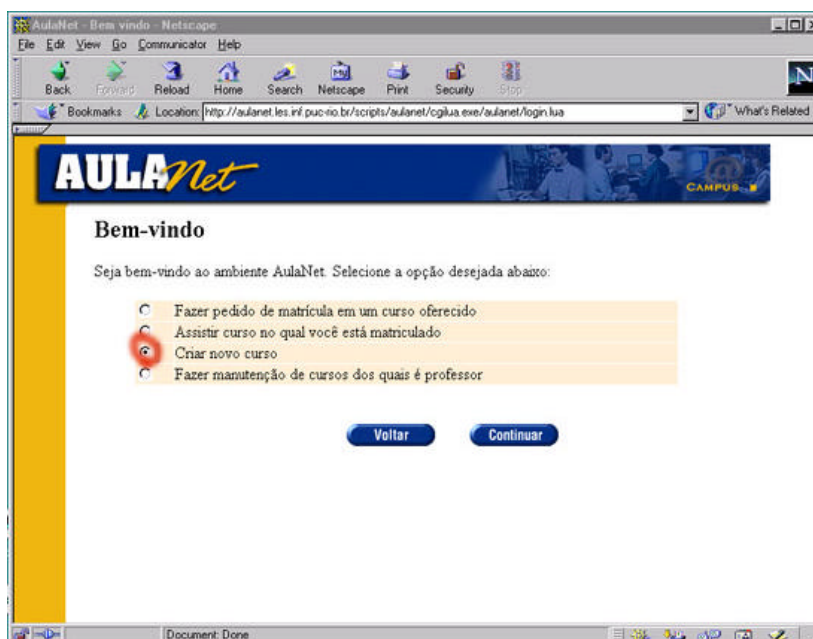 AulaNet - Bem vindo - Netscape
File Edit View Go Communicator Help
Back Forward Reload Home Search Netscape Print Security Stop
Bookmarks Location: http://aulanet.les.inf.puc-rio.br/scripts/aulanet/cgilua.exe/aulanet/login.lua What's Related
AULANet
CAMPUS
Bem-vindo
Seja bem-vindo ao ambiente AulaNet. Selecione a opção desejada abaixo:
Fazer pedido de matrícula em um curso oferecido
Assistir curso no qual você está matriculado
Criar novo curso
Fazer manutenção de cursos dos quais é professor
Voltar Continuar
Document: Done